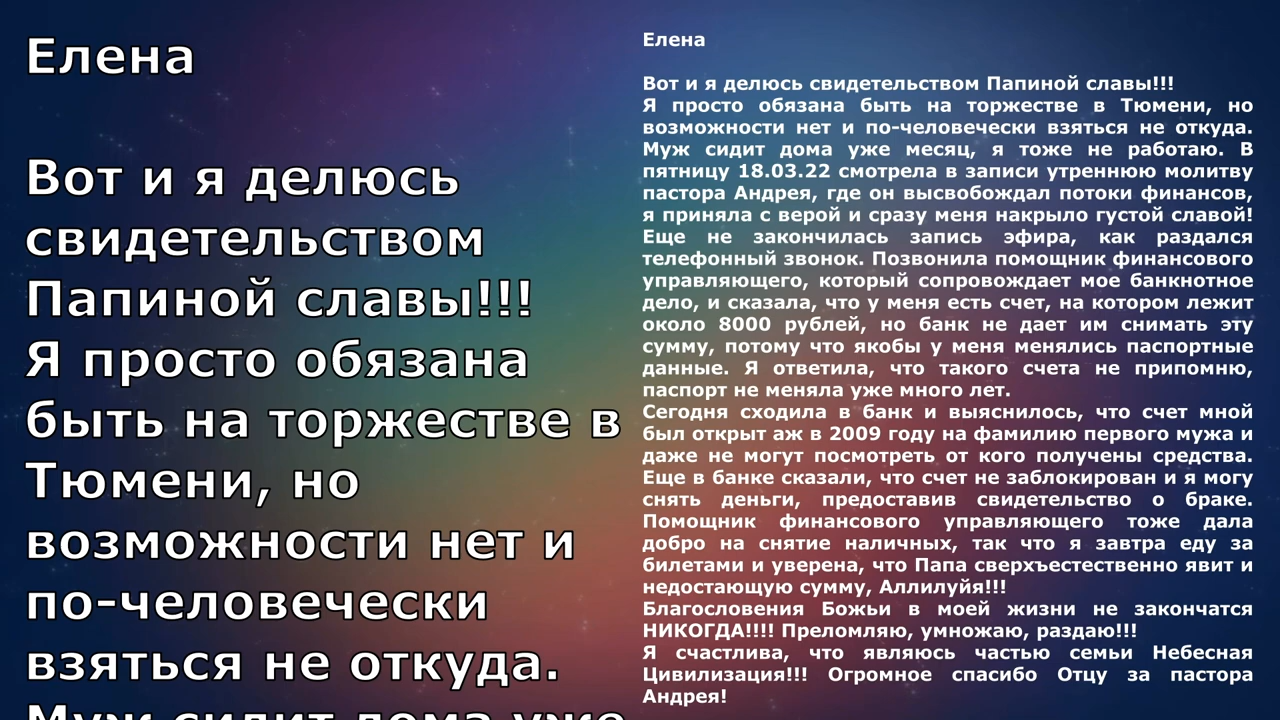 Елена
Вот и я делюсь
свидетельством
Папиной славы!!!
Я просто обязана
быть на торжестве в
Тюмени, но
возможности нет и
по-человечески
взяться не откуда.
Муж сидит дома уже
Елена
Вот и я делюсь свидетельством Папиной славы!!!
Я просто обязана быть на торжестве в Тюмени, но
возможности нет и по-человечески взяться не откуда.
Муж сидит дома уже месяц, я тоже не работаю. В
пятницу 18.03.22 смотрела в записи утреннюю молитву
пастора Андрея, где он высвобождал потоки финансов,
я приняла с верой и сразу меня накрыло густой славой!
Еще не закончилась запись эфира, как раздался
телефонный звонок. Позвонила помощник финансового
управляющего, который сопровождает мое банкнотное
дело, и сказала, что у меня есть счет, на котором лежит
около 8000 рублей, но банк не дает им снимать эту
сумму, потому что якобы у меня менялись паспортные
данные. Я ответила, что такого счета не припомню,
паспорт не меняла уже много лет.
Сегодня сходила в банк и выяснилось, что счет мной
был открыт аж в 2009 году на фамилию первого мужа и
даже не могут посмотреть от кого получены средства.
Еще в банке сказали, что счет не заблокирован и я могу
снять деньги, предоставив свидетельство о браке.
Помощник финансового управляющего тоже дала
добро на снятие наличных, так что я завтра еду за
билетами и уверена, что Папа сверхъестественно явит и
недостающую сумму, Аллилуйя!!!
Благословения Божьи в моей жизни не закончатся
НИКОГДА!!!! Преломляю, умножаю, раздаю!!!
Я счастлива, что являюсь частью семьи Небесная
Цивилизация!!! Огромное спасибо Отцу за пастора
Андрея!